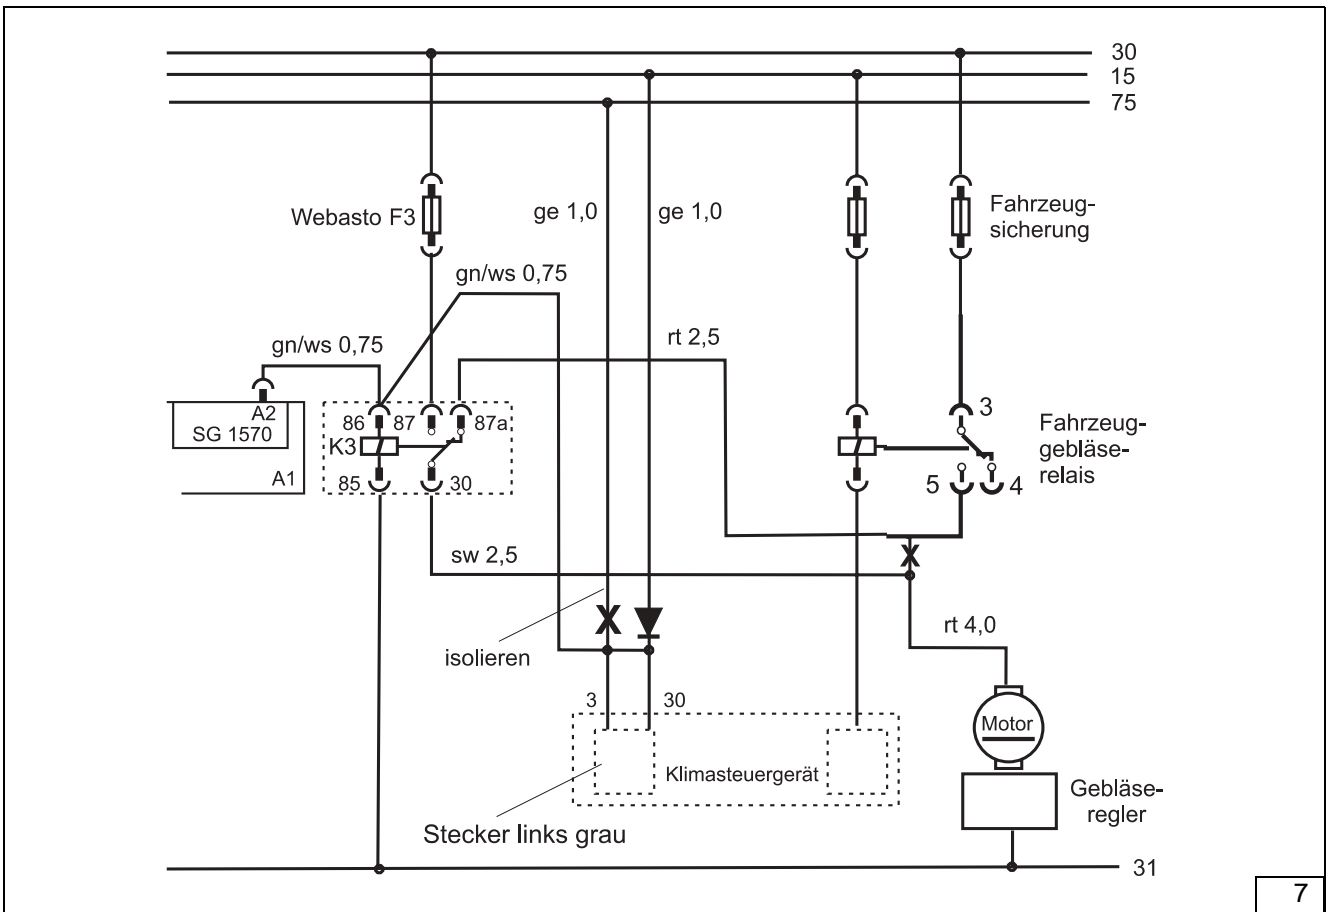 30
15
75
Webasto F3
ge 1,0
ge 1,0
Fahrzeug-
sicherung
gn/ws 0,75
gn/ws 0,75
rt 2,5
A2
SG 1570
A1
86
87
87a
K3
85
30
3
5
4
Fahrzeug-
gebläse-
relais
sw 2,5
X
X
isolieren
rt 4,0
3
30
Motor
Klimasteuergerät
Gebläse-
regler
Stecker links grau
31
7